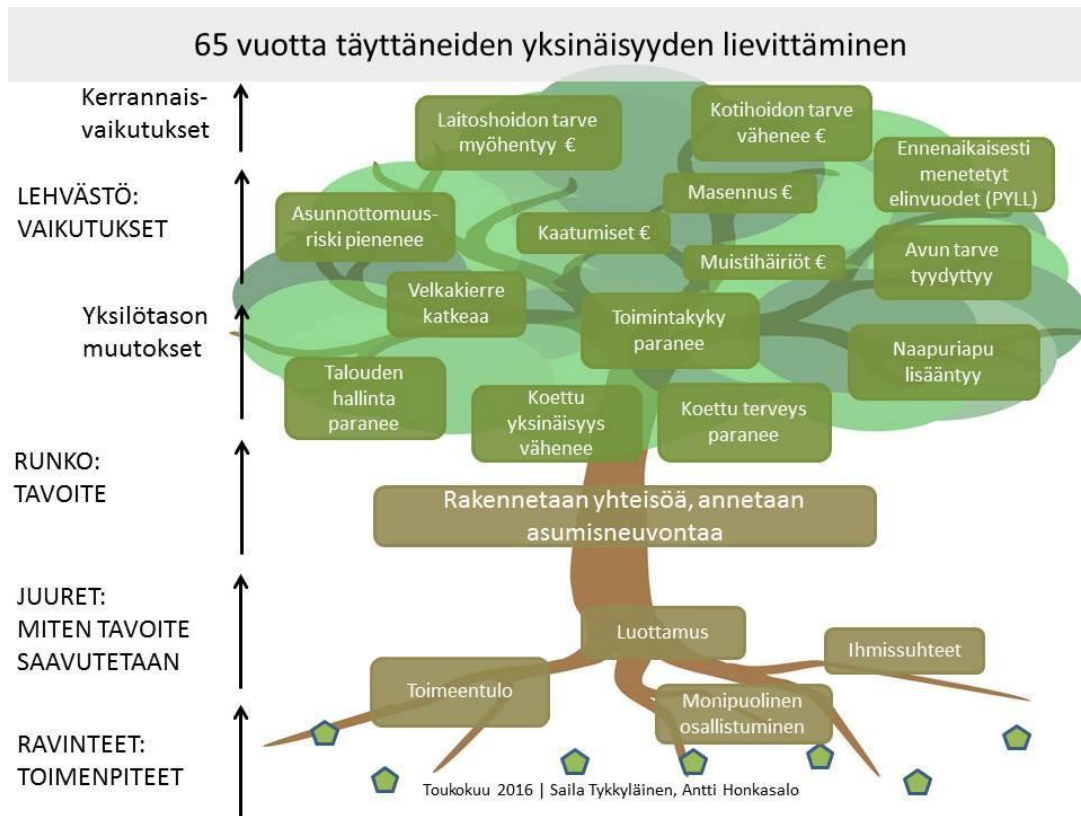 65 vuotta täyttäneiden yksinäisyyden lievittäminen
Kerrannais-
vaikutukset
LEHVÄSTÖ:
VAIKUTUKSET
Yksilötason
muutokset
RUNKO:
TAVOITE
JUURET:
MITEN TAVOITE
SAAVUTETAAN
RAVINTEET:
TOIMENPITEET
Laitoshoidon tarve
myöhentyy €
Kotihoidon tarve
vähenee €
Ennenaikaisesti
menetetyt
elinvuodet (PYLL)
Masennus €
Asunnottomuus-
riski pienenee
Kaatumiset €
Muistihäiriöt €
Avun tarve
tyydyttyy
Velkakierre
katkeaa
Toimintakyky
paranee
Naapuriapu
lisääntyy
Talouden
hallinta
paranee
Koettu
yksinäisyys
vähenee
Koettu terveys
paranee
Rakennetaan yhteisöä, annetaan
asumisneuvontaa
Luottamus
Ihmissuhteet
Toimeentulo
Monipuolinen
osallistuminen
Toukokuu 2016 | Saila Tykkyläinen, Antti Honkasalo